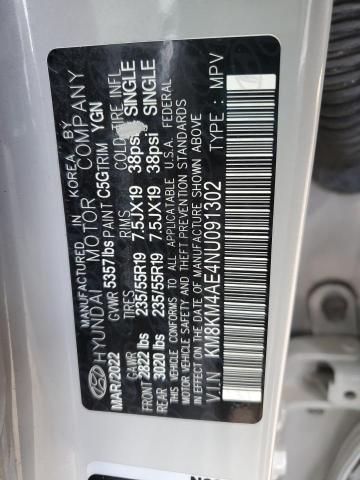 MANUFACTURED IN KOREA BY
HYUNDAI MOTOR COMPANY
MAR/2022 GVWR 5357lbs PAINT C5GTRIM YGN
GAWR TIRES RIMS COLD TIRE INFL
FRONT 2822 lbs 235/55R19 7.5JX19 38psi SINGLE
REAR 3020 lbs 235/55R19 7.5JX19 38psi SINGLE
THIS VEHICLE CONFORMS TO ALL APPLICABLE U.S.A. FEDERAL
MOTOR VEHICLE SAFETY AND THEFT PREVENTION STANDARDS
IN EFFECT ON THE DATE OF MANUFACTURE SHOWN ABOVE
V.I.N : KM8KM4AE4NU091302 TYPE : MPV